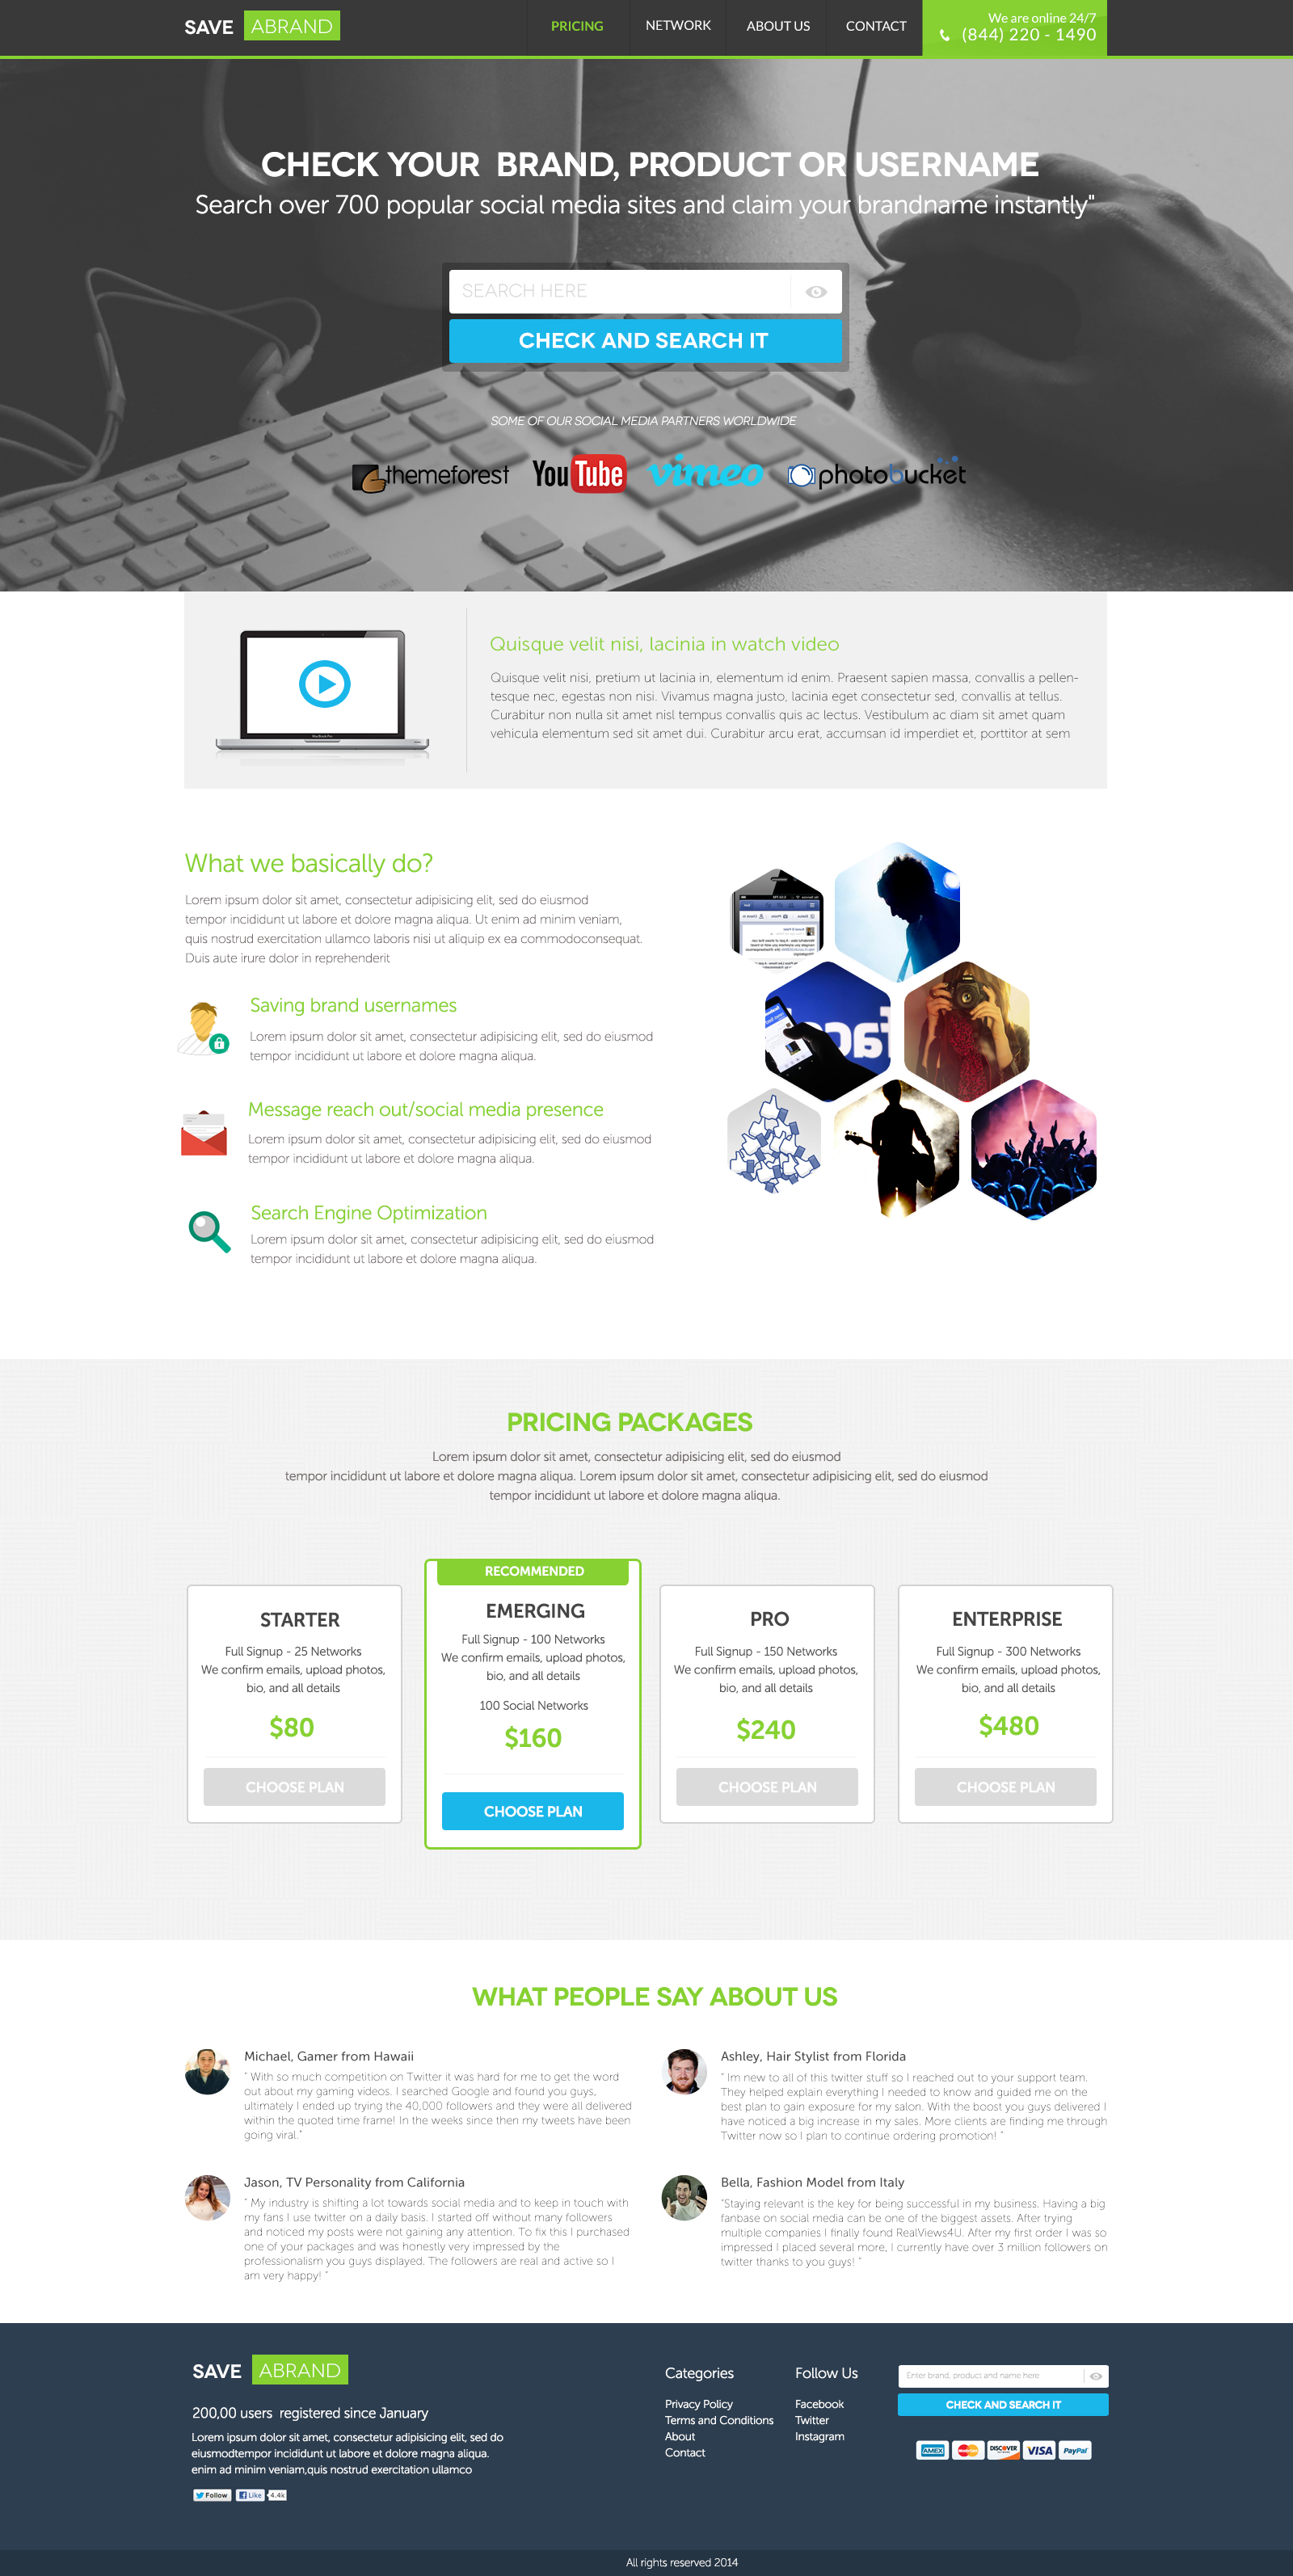 SAVE ABRAND
PRICING
NETWORK
ABOUT US
CONTACT
We are online 24/7
(844) 220 - 1490
CHECK YOUR BRAND, PRODUCT OR USERNAME
Search over 700 popular social media sites and claim your brandname instantly"
SEARCH HERE
CHECK AND SEARCH IT
SOME OF OUR SOCIAL MEDIA PARTNERS WORLDWIDE
themeforest
YouTube
vimeo
photobucket
Quisque velit nisi, lacinia in watch video
Quisque velit nisi, pretium ut lacinia in, elementum id enim. Praesent sapien massa, convallis a pellen-
tesque nec, egestas non nisi. Vivamus magna justo, lacinia eget consectetur sed, convallis at tellus.
Curabitur non nulla sit amet nisl tempus convallis quis ac lectus. Vestibulum ac diam sit amet quam
vehicula elementum sed sit amet dui. Curabitur arcu erat, accumsan id imperdiet et, porttitor at sem
MacBook Pro
What we basically do?
Lorem ipsum dolor sit amet, consectetur adipisicing elit, sed do eiusmod
tempor incididunt ut labore et dolore magna aliqua. Ut enim ad minim veniam,
quis nostrud exercitation ullamco laboris nisi ut aliquip ex ea commodoconsequat.
Duis aute irure dolor in reprehenderit
Saving brand usernames
Lorem ipsum dolor sit amet, consectetur adipisicing elit, sed do eiusmod
tempor incididunt ut labore et dolore magna aliqua.
Message reach out/social media presence
Lorem ipsum dolor sit amet, consectetur adipisicing elit, sed do eiusmod
tempor incididunt ut labore et dolore magna aliqua.
Search Engine Optimization
Lorem ipsum dolor sit amet, consectetur adipisicing elit, sed do eiusmod
tempor incididunt ut labore et dolore magna aliqua.
PRICING PACKAGES
Lorem ipsum dolor sit amet, consectetur adipisicing elit, sed do eiusmod
tempor incididunt ut labore et dolore magna aliqua. Lorem ipsum dolor sit amet, consectetur adipisicing elit, sed do eiusmod
tempor incididunt ut labore et dolore magna aliqua.
STARTER
Full Signup - 25 Networks
We confirm emails, upload photos,
bio, and all details
$80
CHOOSE PLAN
RECOMMENDED
EMERGING
Full Signup - 100 Networks
We confirm emails, upload photos,
bio, and all details
100 Social Networks
$160
CHOOSE PLAN
PRO
Full Signup - 150 Networks
We confirm emails, upload photos,
bio, and all details
$240
CHOOSE PLAN
ENTERPRISE
Full Signup - 300 Networks
We confirm emails, upload photos,
bio, and all details
$480
CHOOSE PLAN
WHAT PEOPLE SAY ABOUT US
Michael, Gamer from Hawaii
" With so much competition on Twitter it was hard for me to get the word
out about my gaming videos. I searched Google and found you guys,
ultimately I ended up trying the 40,000 followers and they were all delivered
within the quoted time frame! In the weeks since then my tweets have been
going viral."
Ashley, Hair Stylist from Florida
" Im new to all of this twitter stuff so I reached out to your support team.
They helped explain everything I needed to know and guided me on the
best plan to gain exposure for my salon. With the boost you guys delivered I
have noticed a big increase in my sales. More clients are finding me through
Twitter now so I plan to continue ordering promotion! "
Jason, TV Personality from California
" My industry is shifting a lot towards social media and to keep in touch with
my fans I use twitter on a daily basis. I started off without many followers
and noticed my posts were not gaining any attention. To fix this I purchased
one of your packages and was honestly very impressed by the
professionalism you guys displayed. The followers are real and active so I
am very happy! "
Bella, Fashion Model from Italy
"Staying relevant is the key for being successful in my business. Having a big
fanbase on social media can be one of the biggest assets. After trying
multiple companies I finally found RealViews4U. After my first order I was so
impressed I placed several more, I currently have over 3 million followers on
twitter thanks to you guys! "
SAVE ABRAND
200,00 users registered since January
Lorem ipsum dolor sit amet, consectetur adipisicing elit, sed do
eiusmodtempor incididunt ut labore et dolore magna aliqua.
enim ad minim veniam,quis nostrud exercitation ullamco
Follow
Like
4.4k
Categories
Privacy Policy
Terms and Conditions
About
Contact
Follow Us
Facebook
Twitter
Instagram
Enter brand, product and name here
CHECK AND SEARCH IT
AMEX
MasterCard
DISCOVER
VISA
PayPal
All rights reserved 2014